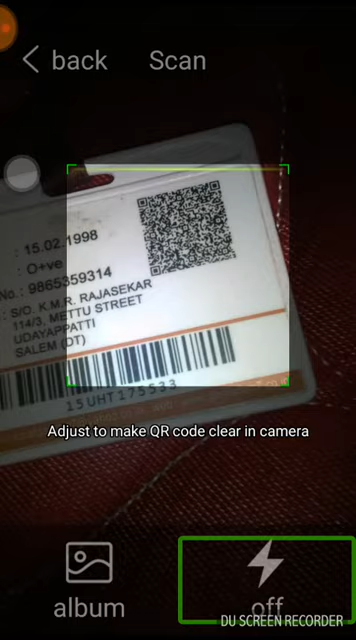 back Scan
: 15.02.1998
: O+ve
No.: 9865359314
: S/O. K.M.R. RAJASEKAR
114/3, METTU STREET
UDAYAPPATTI
SALEM (DT)
15UHT175533
Adjust to make QR code clear in camera
album off
DU SCREEN RECORDER